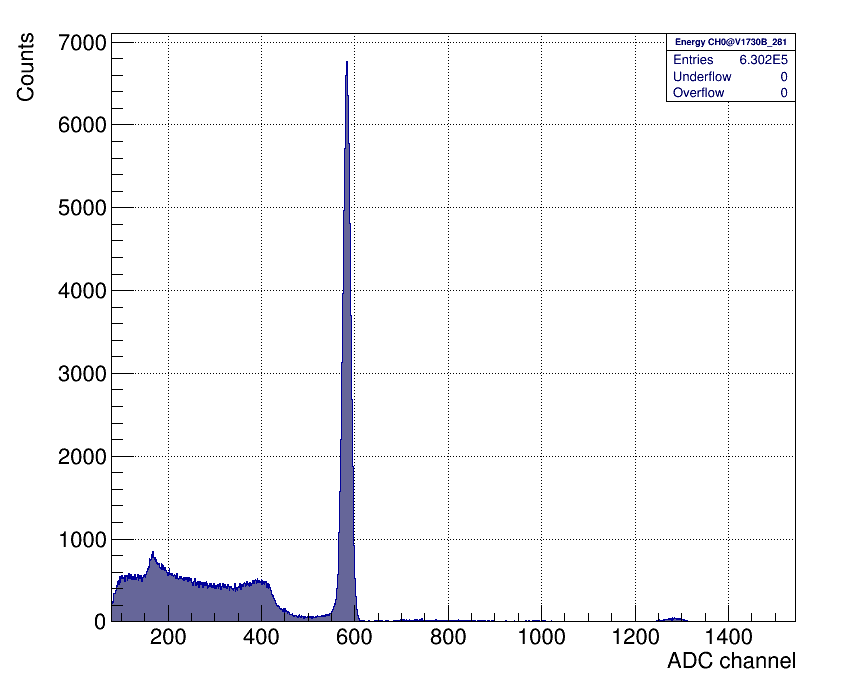 Counts
Energy CH0@V1730B_281
Entries 6.302E5
Underflow 0
Overflow 0
7000
6000
5000
4000
3000
2000
1000
0
200 400 600 800 1000 1200 1400
ADC channel